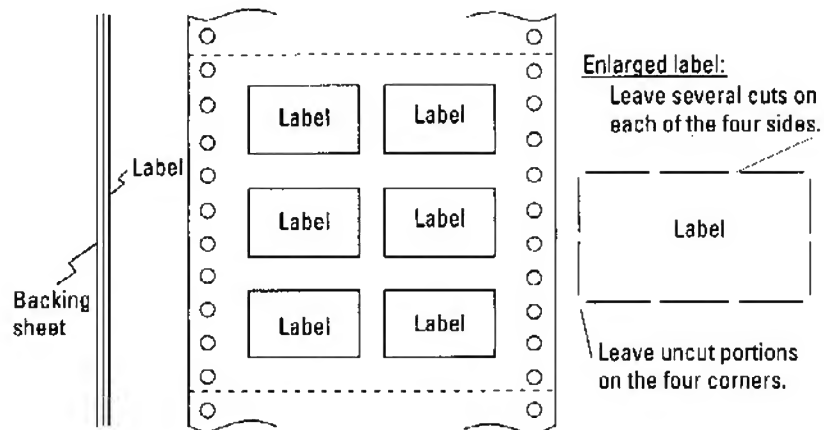 Enlarged label:
Leave several cuts on
each of the four sides.
Label
Label
Label
Label
Label
Label
Label
Label
Backing
sheet
Label
Leave uncut portions
on the four corners.